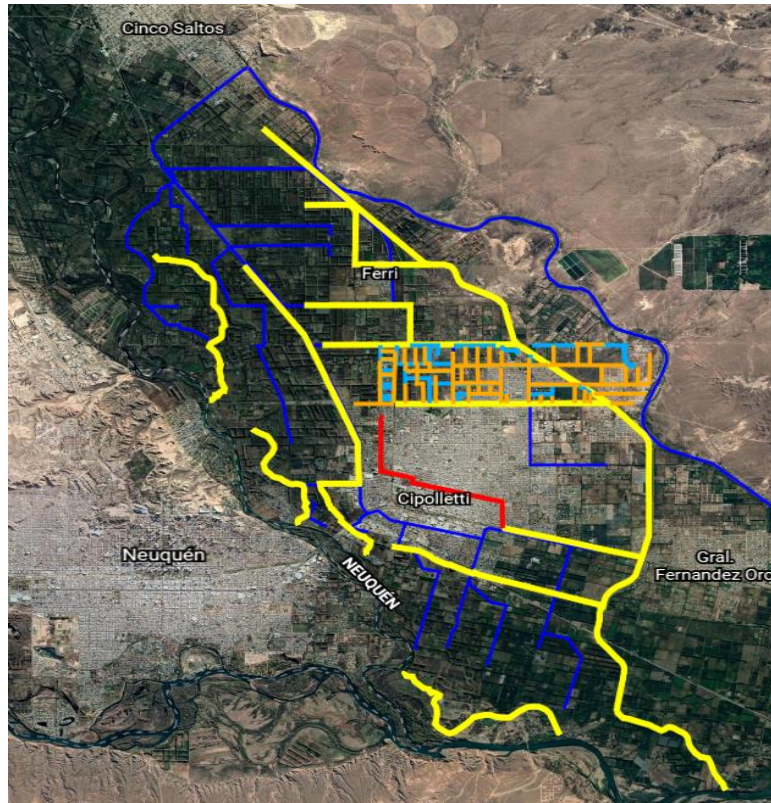 Cinco Saltos
Ferri
Cipolletti
Neuquén
NEUQUÉN
Gral.
Fernandez Oro